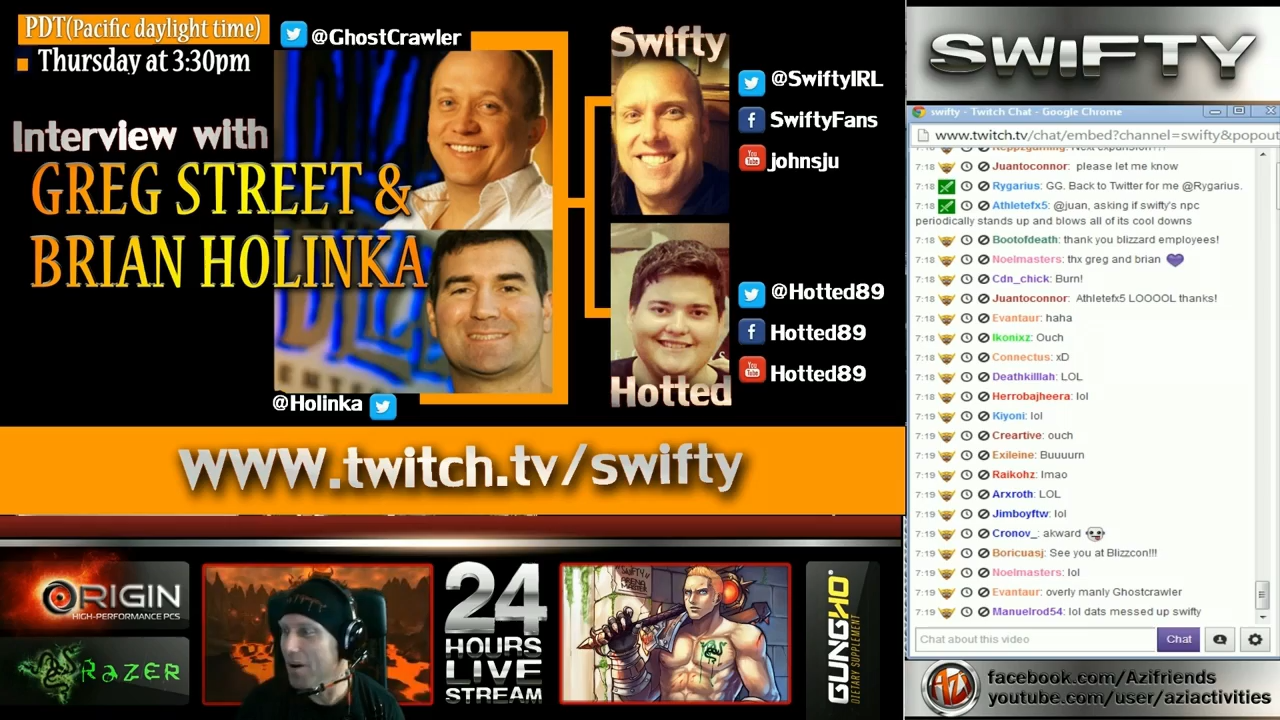 PDT(Pacific daylight time)
Thursday at 3:30pm
@GhostCrawler
Interview with
GREG STREET &
BRIAN HOLINKA
@Holinka
Swifty
@SwiftyIRL
SwiftyFans
You Tube johnsju
@Hotted89
Hotted89
You Tube Hotted89
Hotted
www.twitch.tv/swifty
ORIGIN
HIGH-PERFORMANCE PCS
RAZER
24
HOURS
LIVE
STREAM
GUNGHO
DIETARY SUPPLEMENT
SWIFTY
swifty - Twitch Chat - Google Chrome
www.twitch.tv/chat/embed?channel=swifty&popout
7:18 Juantoconnor: please let me know
7:18 Rygarius: GG. Back to Twitter for me @Rygarius.
7:18 Athletefx5: @juan, asking if swifty's npc
periodically stands up and blows all of its cool downs
7:18 Bootofdeath: thank you blizzard employees!
7:18 Noelmasters: thx greg and brian
7:18 Cdn_chick: Burn!
7:18 Juantoconnor: Athletefx5 LOOOOL thanks!
7:18 Evantaur: haha
7:18 Ikonixz: Ouch
7:18 Connectus: xD
7:18 Deathkilllah: LOL
7:18 Herrobajheera: lol
7:19 Kiyoni: lol
7:19 Creartive: ouch
7:19 Exileine: Buuuurn
7:19 Raikohz: lmao
7:19 Arxroth: LOL
7:19 Jimboyftw: lol
7:19 Cronov_: akward
7:19 Boricuasj: See you at Blizzcon!!!
7:19 Noelmasters: lol
7:19 Evantaur: overly manly Ghostcrawler
7:19 Manuelrod54: lol dats messed up swifty
Chat about this video
Chat
facebook.com/Azifriends
youtube.com/user/aziactivities